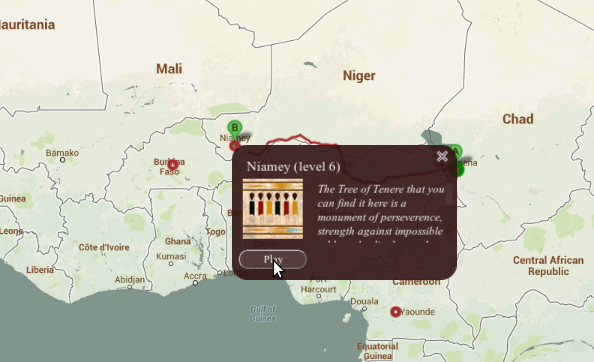 Mali
Niger
Chad
B
Niamey
A
Bamako
Burkina
Faso
Niamey (level 6)
The Tree of Tenere that you
can find it here is a
monument of perseverence,
strength against impossible
Play
Guinea
Côte d'Ivoire
Ghana
Togo
Kumasi
Liberia
Accra
Abidjan
Port
Harcourt
Cameroon
Central African
Republic
Gulf of
Guinea
Douala
Yaounde
Equatorial
Guinea